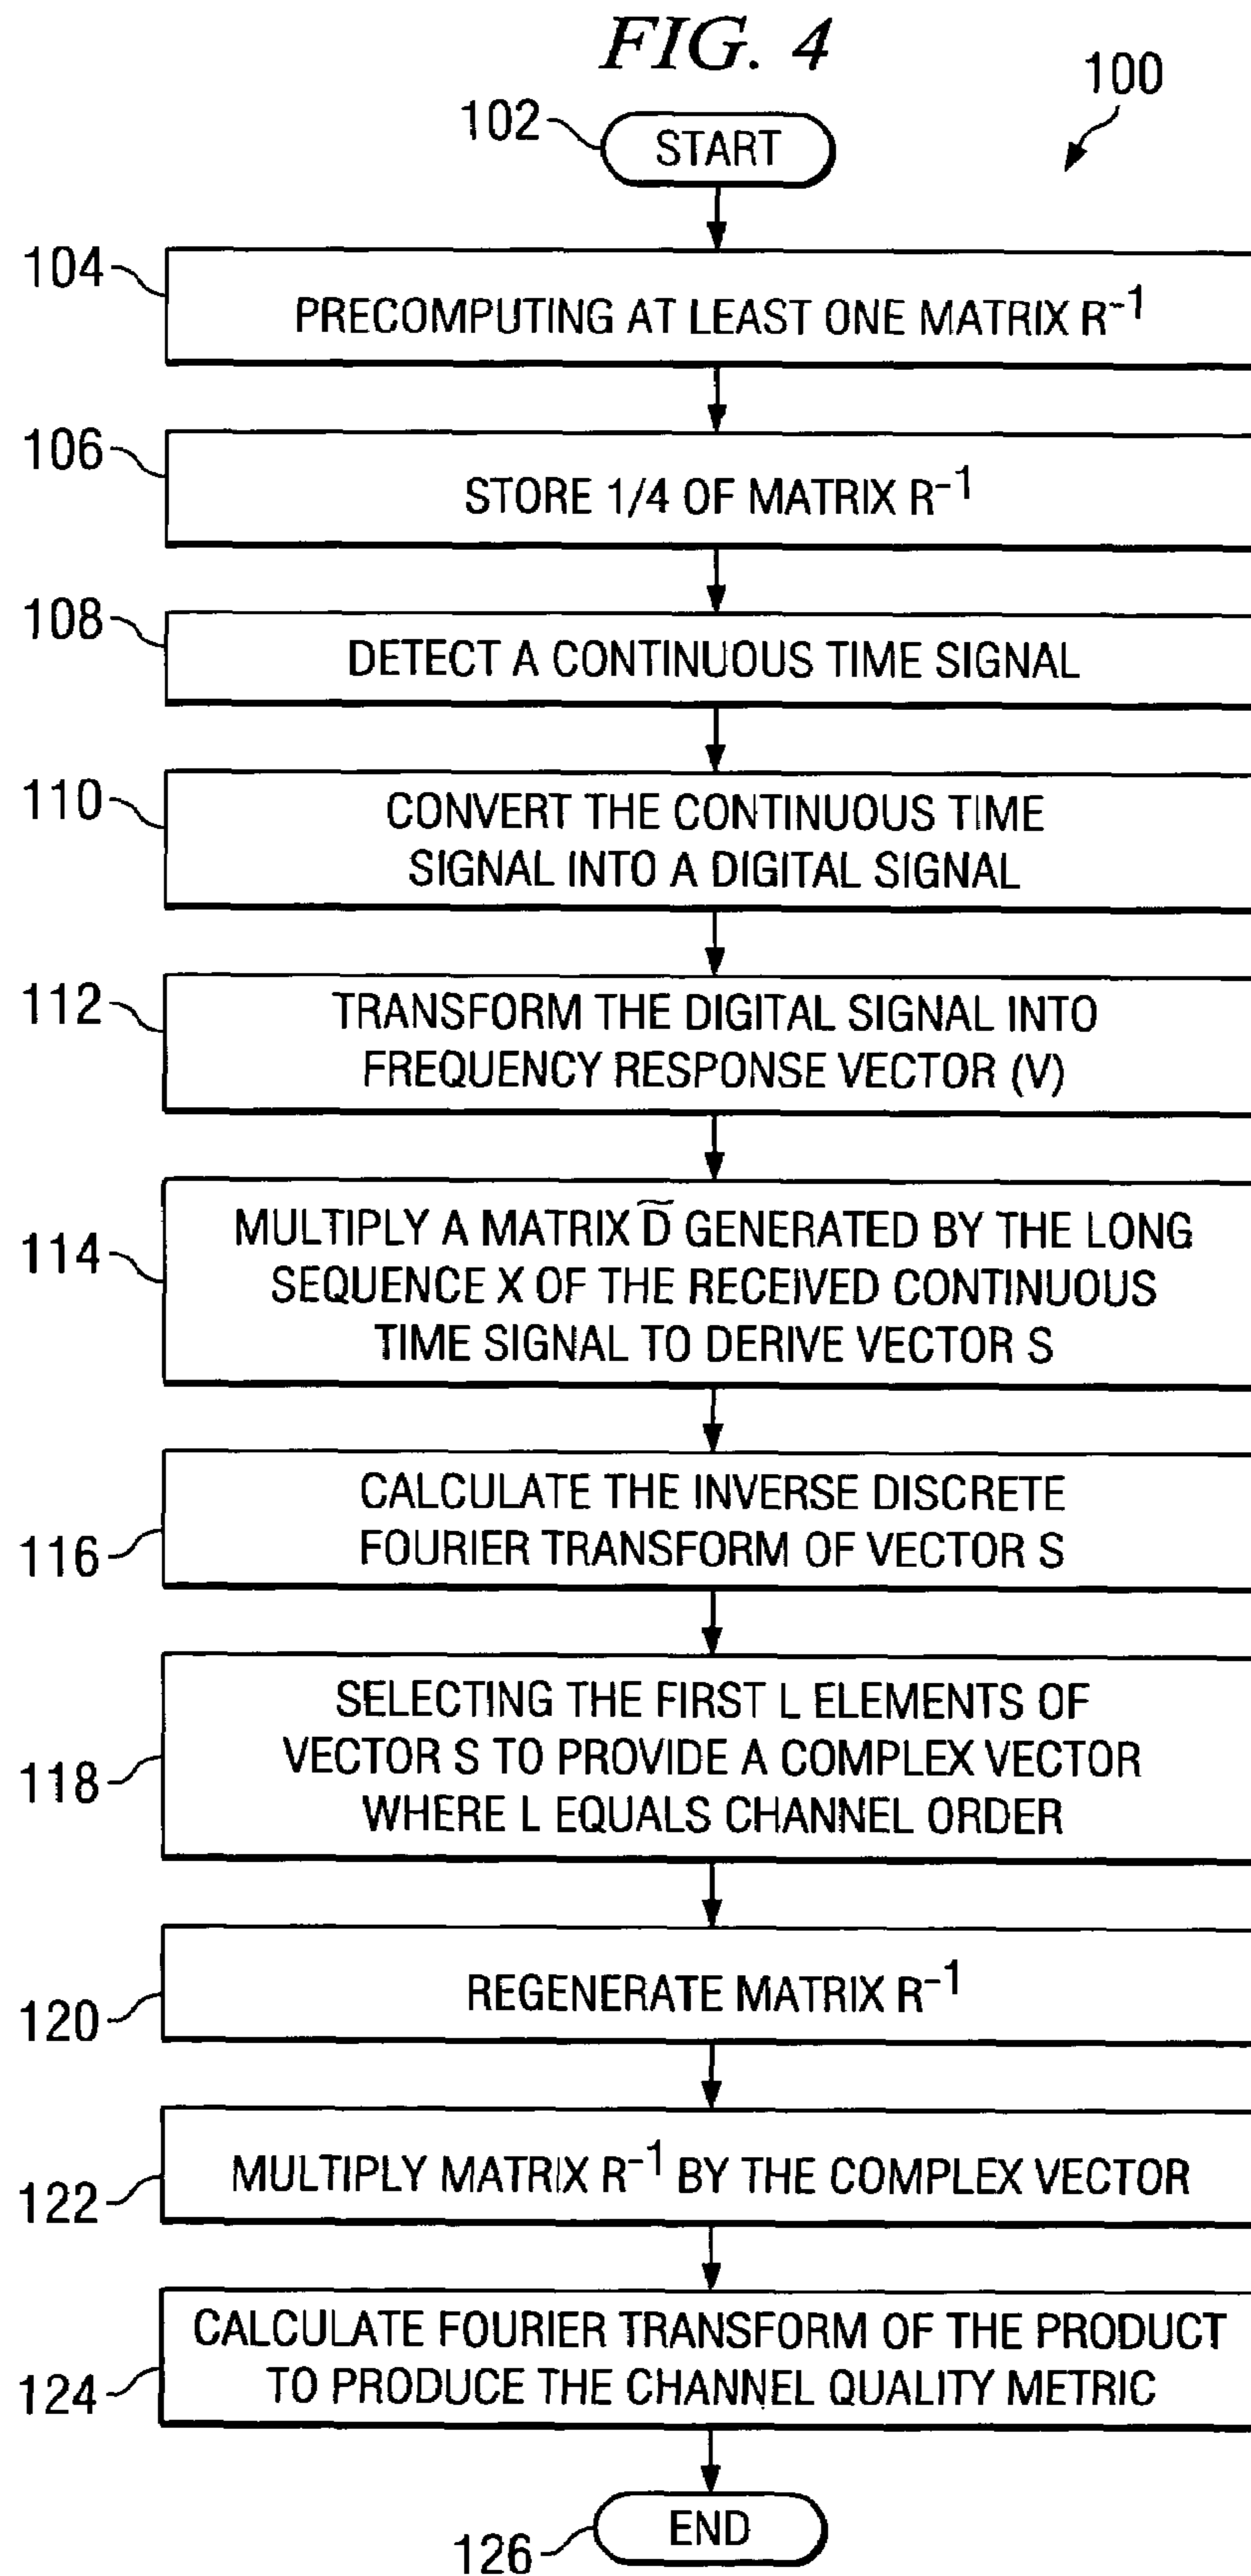 FIG. 4
100
102
START
104
PRECOMPUTING AT LEAST ONE MATRIX R⁻¹
106
STORE 1/4 OF MATRIX R⁻¹
108
DETECT A CONTINUOUS TIME SIGNAL
110
CONVERT THE CONTINUOUS TIME
SIGNAL INTO A DIGITAL SIGNAL
112
TRANSFORM THE DIGITAL SIGNAL INTO
FREQUENCY RESPONSE VECTOR (V)
114
MULTIPLY A MATRIX D̃ GENERATED BY THE LONG
SEQUENCE X OF THE RECEIVED CONTINUOUS
TIME SIGNAL TO DERIVE VECTOR S
116
CALCULATE THE INVERSE DISCRETE
FOURIER TRANSFORM OF VECTOR S
118
SELECTING THE FIRST L ELEMENTS OF
VECTOR S TO PROVIDE A COMPLEX VECTOR
WHERE L EQUALS CHANNEL ORDER
120
REGENERATE MATRIX R⁻¹
122
MULTIPLY MATRIX R⁻¹ BY THE COMPLEX VECTOR
124
CALCULATE FOURIER TRANSFORM OF THE PRODUCT
TO PRODUCE THE CHANNEL QUALITY METRIC
126
END